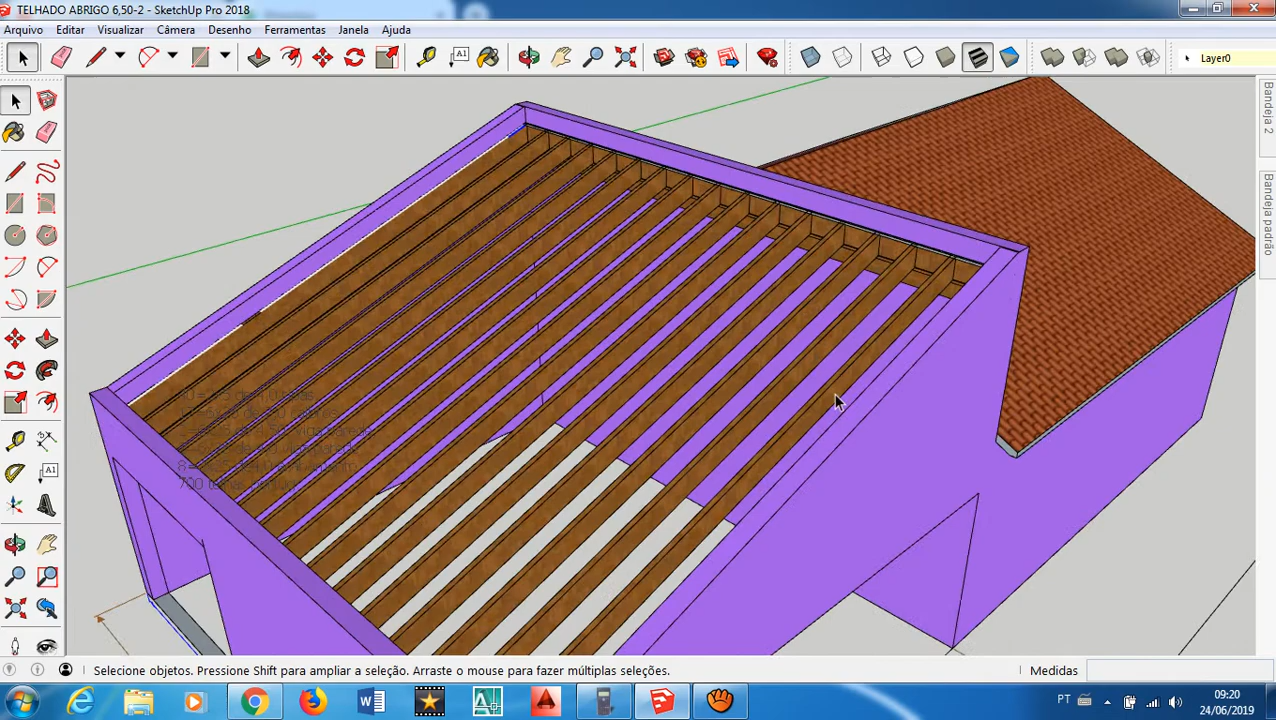 TELHADO ABRIGO 6,50-2 - SketchUp Pro 2018
Arquivo Editar Visualizar Câmera Desenho Ferramentas Janela Ajuda
A1
Layer0
Bandeja 2
Bandeja padrão
A1
Selecione objetos. Pressione Shift para ampliar a seleção. Arraste o mouse para fazer múltiplas seleções.
Medidas
PT
09:20
24/06/2019